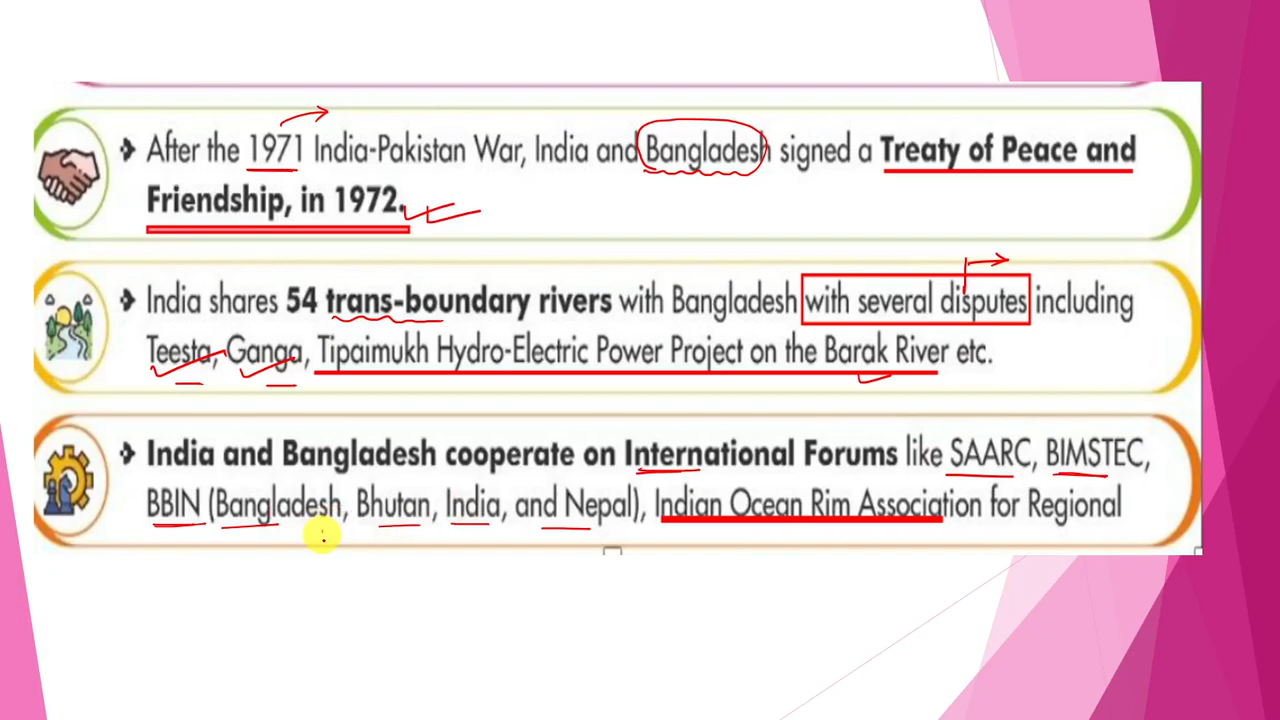 After the 1971 India-Pakistan War, India and Bangladesh signed a Treaty of Peace and
Friendship, in 1972.
India shares 54 trans-boundary rivers with Bangladesh with several disputes including
Teesta, Ganga, Tipaimukh Hydro-Electric Power Project on the Barak River etc.
India and Bangladesh cooperate on International Forums like SAARC, BIMSTEC,
BBIN (Bangladesh, Bhutan, India, and Nepal), Indian Ocean Rim Association for Regional